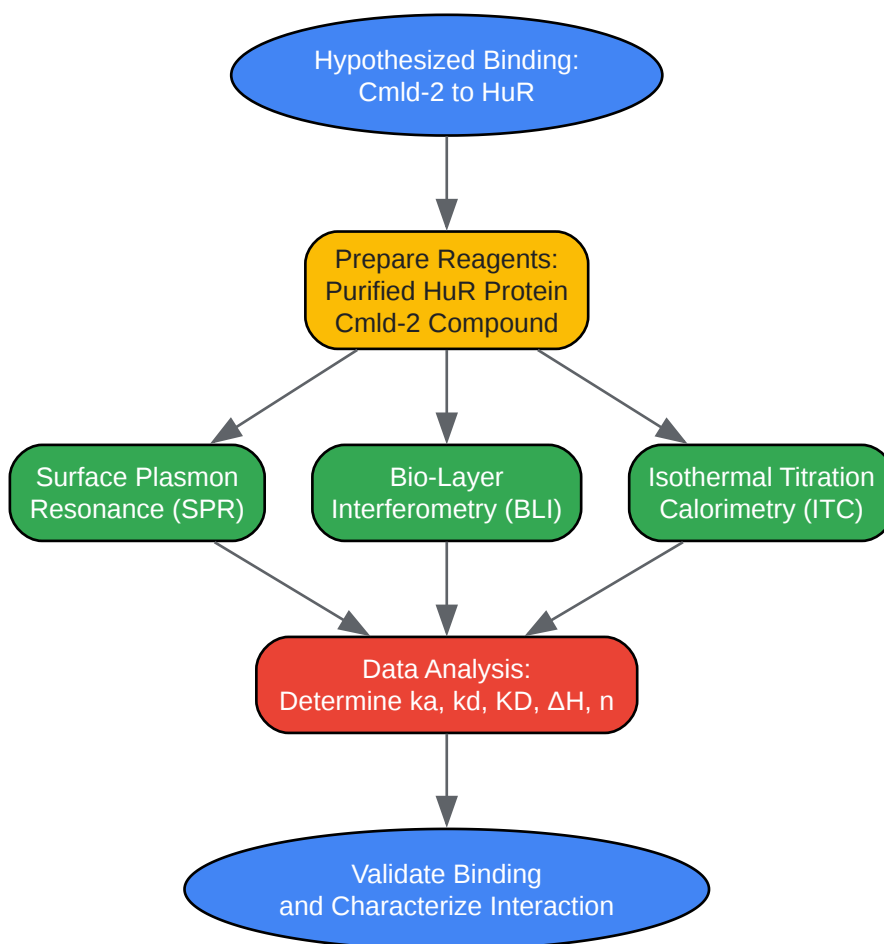 Hypothesized Binding:
Cmld-2 to HuR
Prepare Reagents:
Purified HuR Protein
Cmld-2 Compound
Surface Plasmon
Resonance (SPR)
Bio-Layer
Interferometry (BLI)
Isothermal Titration
Calorimetry (ITC)
Data Analysis:
Determine ka, kd, KD, ΔH, n
Validate Binding
and Characterize Interaction